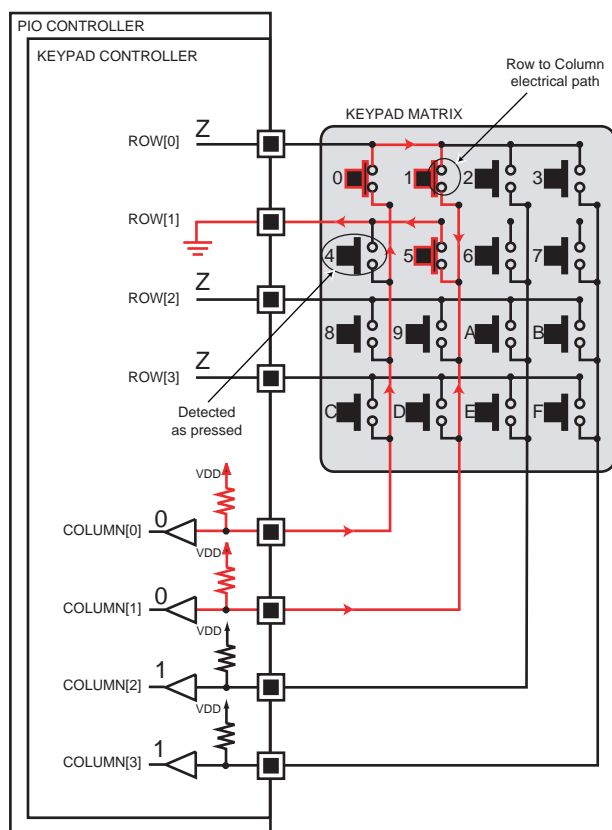 PIO CONTROLLER
KEYPAD CONTROLLER
Row to Column
electrical path
KEYPAD MATRIX
ROW[0] Z
0 1 2 3
ROW[1]
4 5 6 7
ROW[2] Z
8 9 A B
ROW[3] Z
C D E F
Detected
as pressed
VDD
COLUMN[0] 0
VDD
COLUMN[1] 0
VDD
COLUMN[2] 1
VDD
COLUMN[3] 1